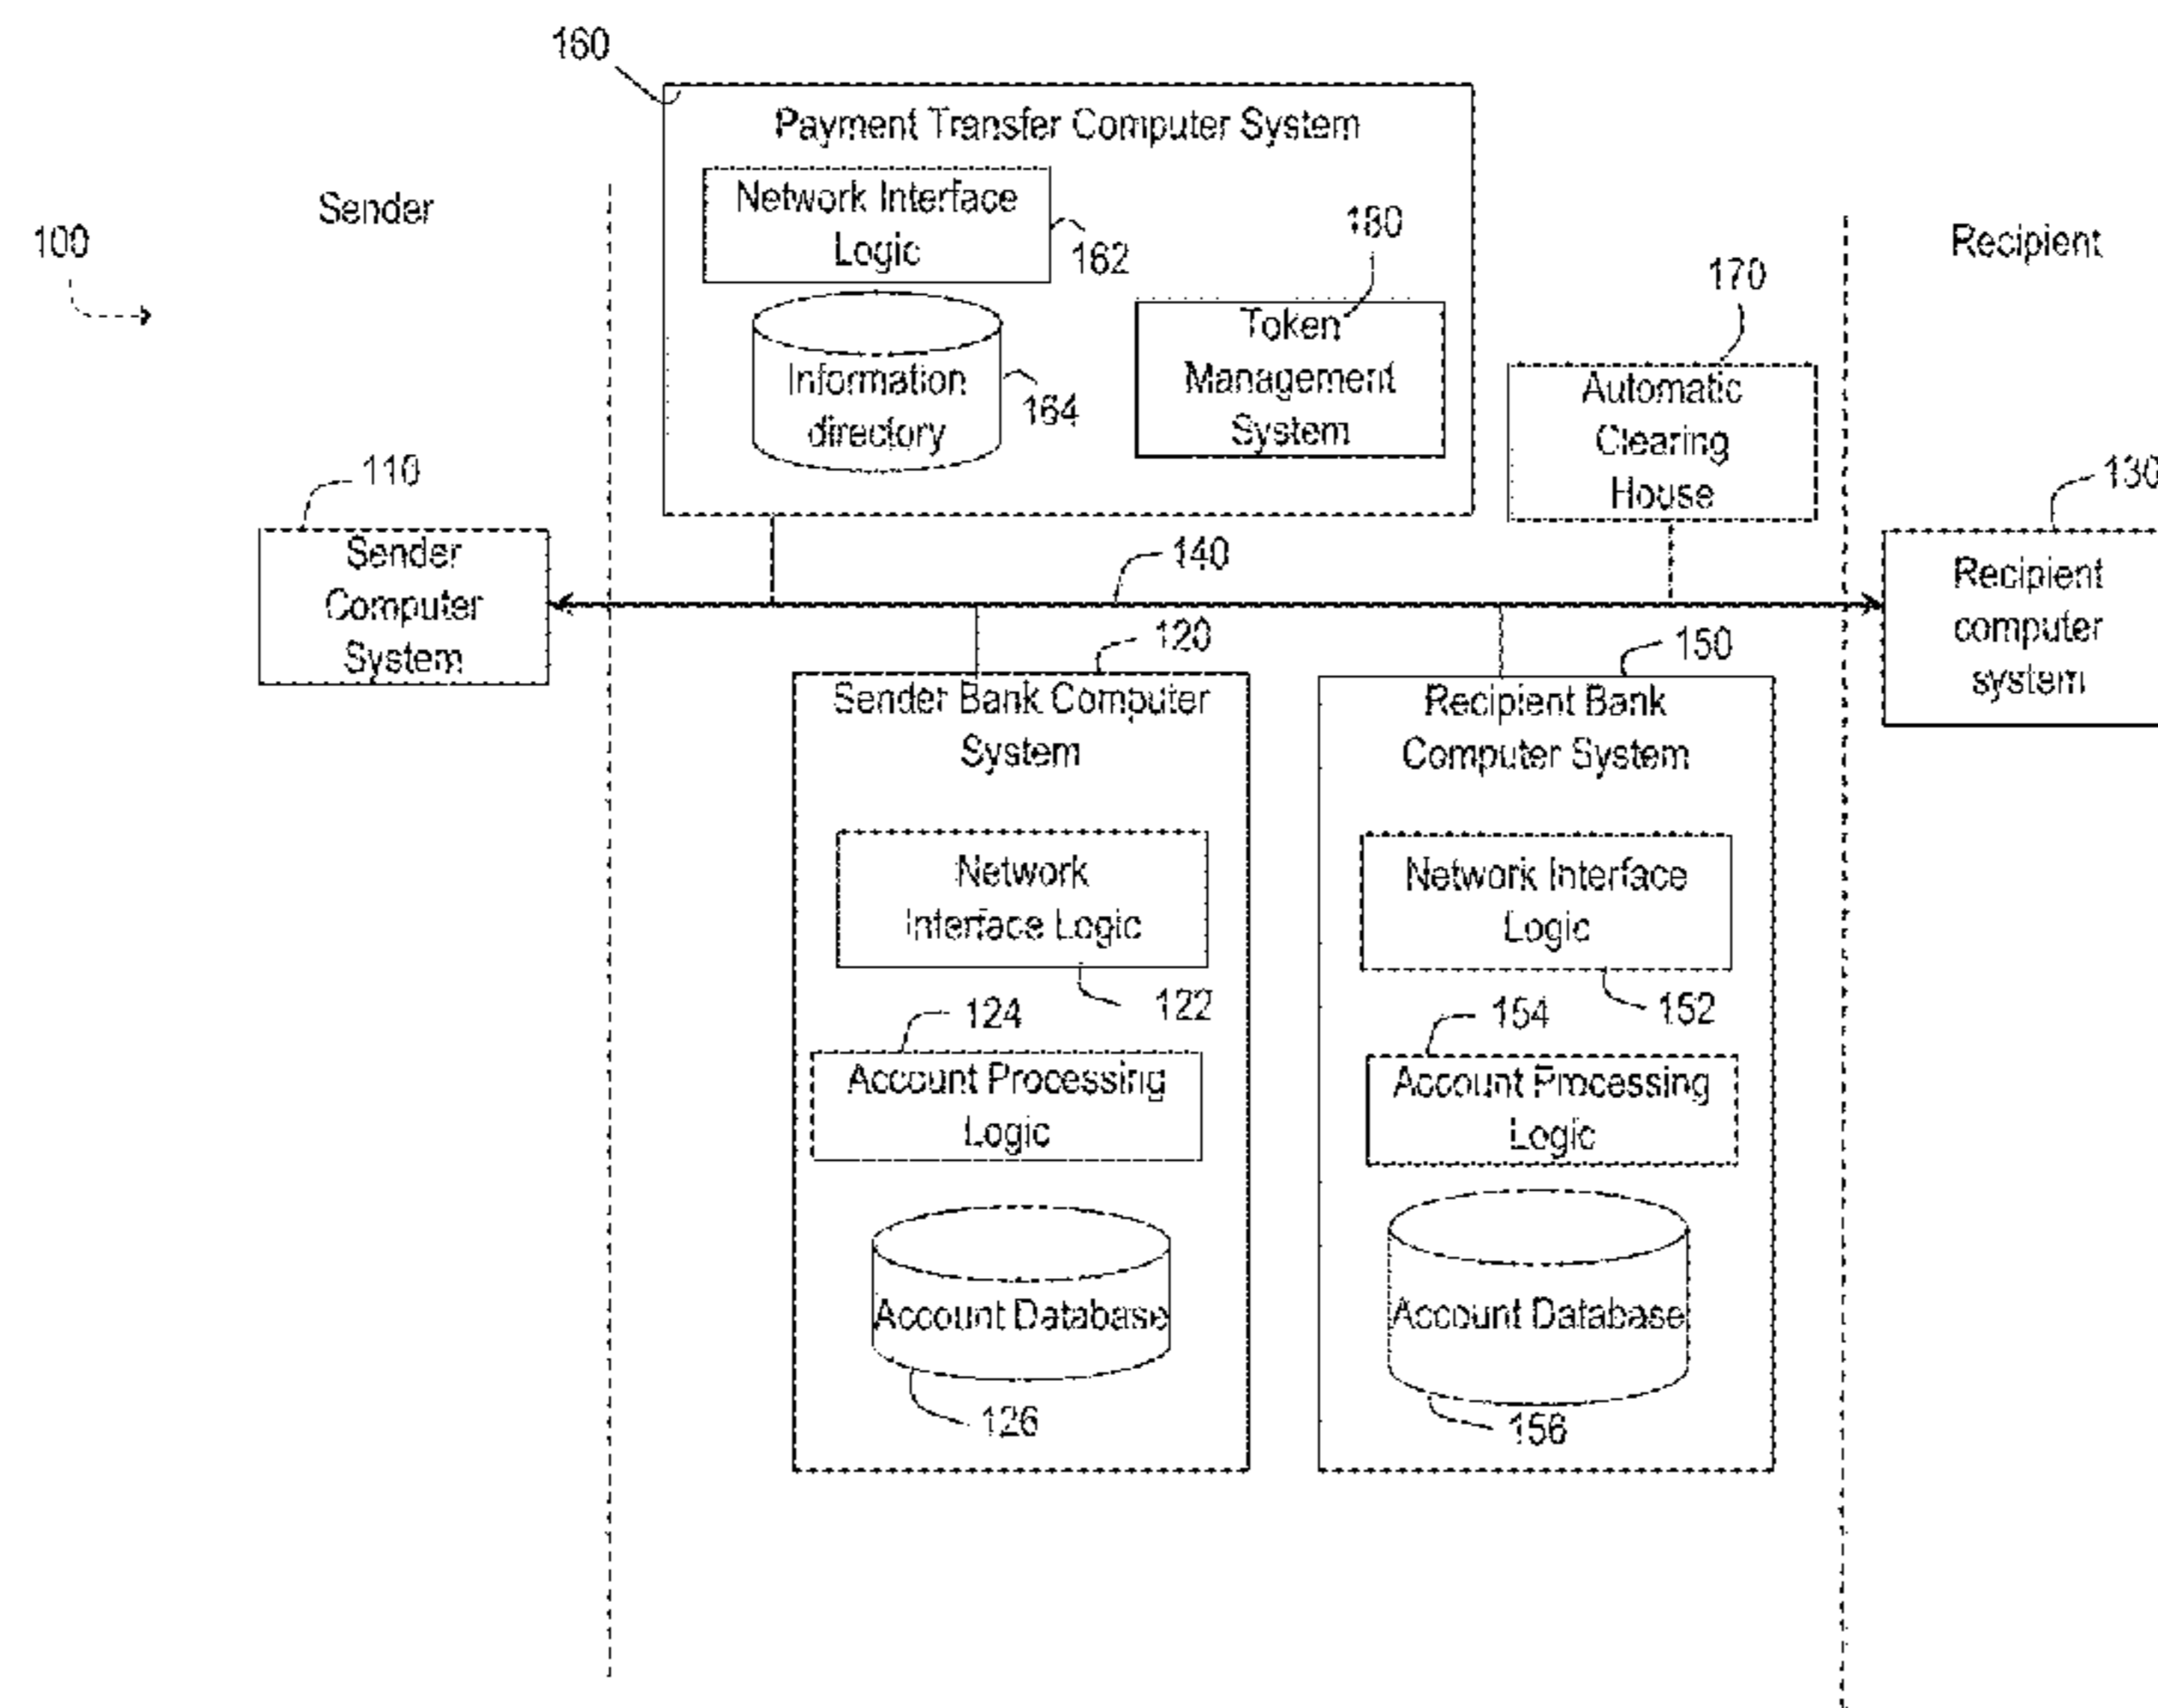 160
Payment Transfer Computer System
Network Interface
Logic
162
180
Sender
100
Recipient
170
Information
directory
164
Token
Management
System
Automatic
Clearing
House
110
130
Sender
Computer
System
140
Recipient
computer
system
120
150
Sender Bank Computer
System
Recipient Bank
Computer System
Network
Interface Logic
Network Interface
Logic
122
152
124
154
Account Processing
Logic
Account Processing
Logic
Account Database
Account Database
126
156